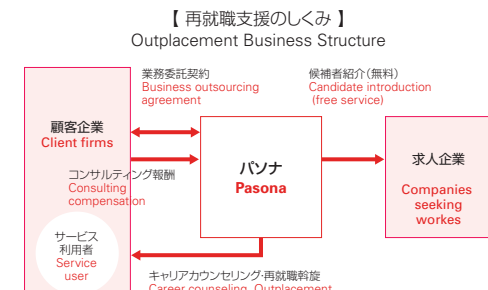 【 再就職支援のしくみ 】
Outplacement Business Structure
業務委託契約
Business outsourcing
agreement
候補者紹介(無料)
Candidate introduction
(free service)
顧客企業
Client firms
コンサルティング報酬
Consulting
compensation
パソナ
Pasona
求人企業
Companies
seeking
workes
サービス
利用者
Service
user
キャリアカウンセリング・再就職斡旋
Career counseling, Outplacement